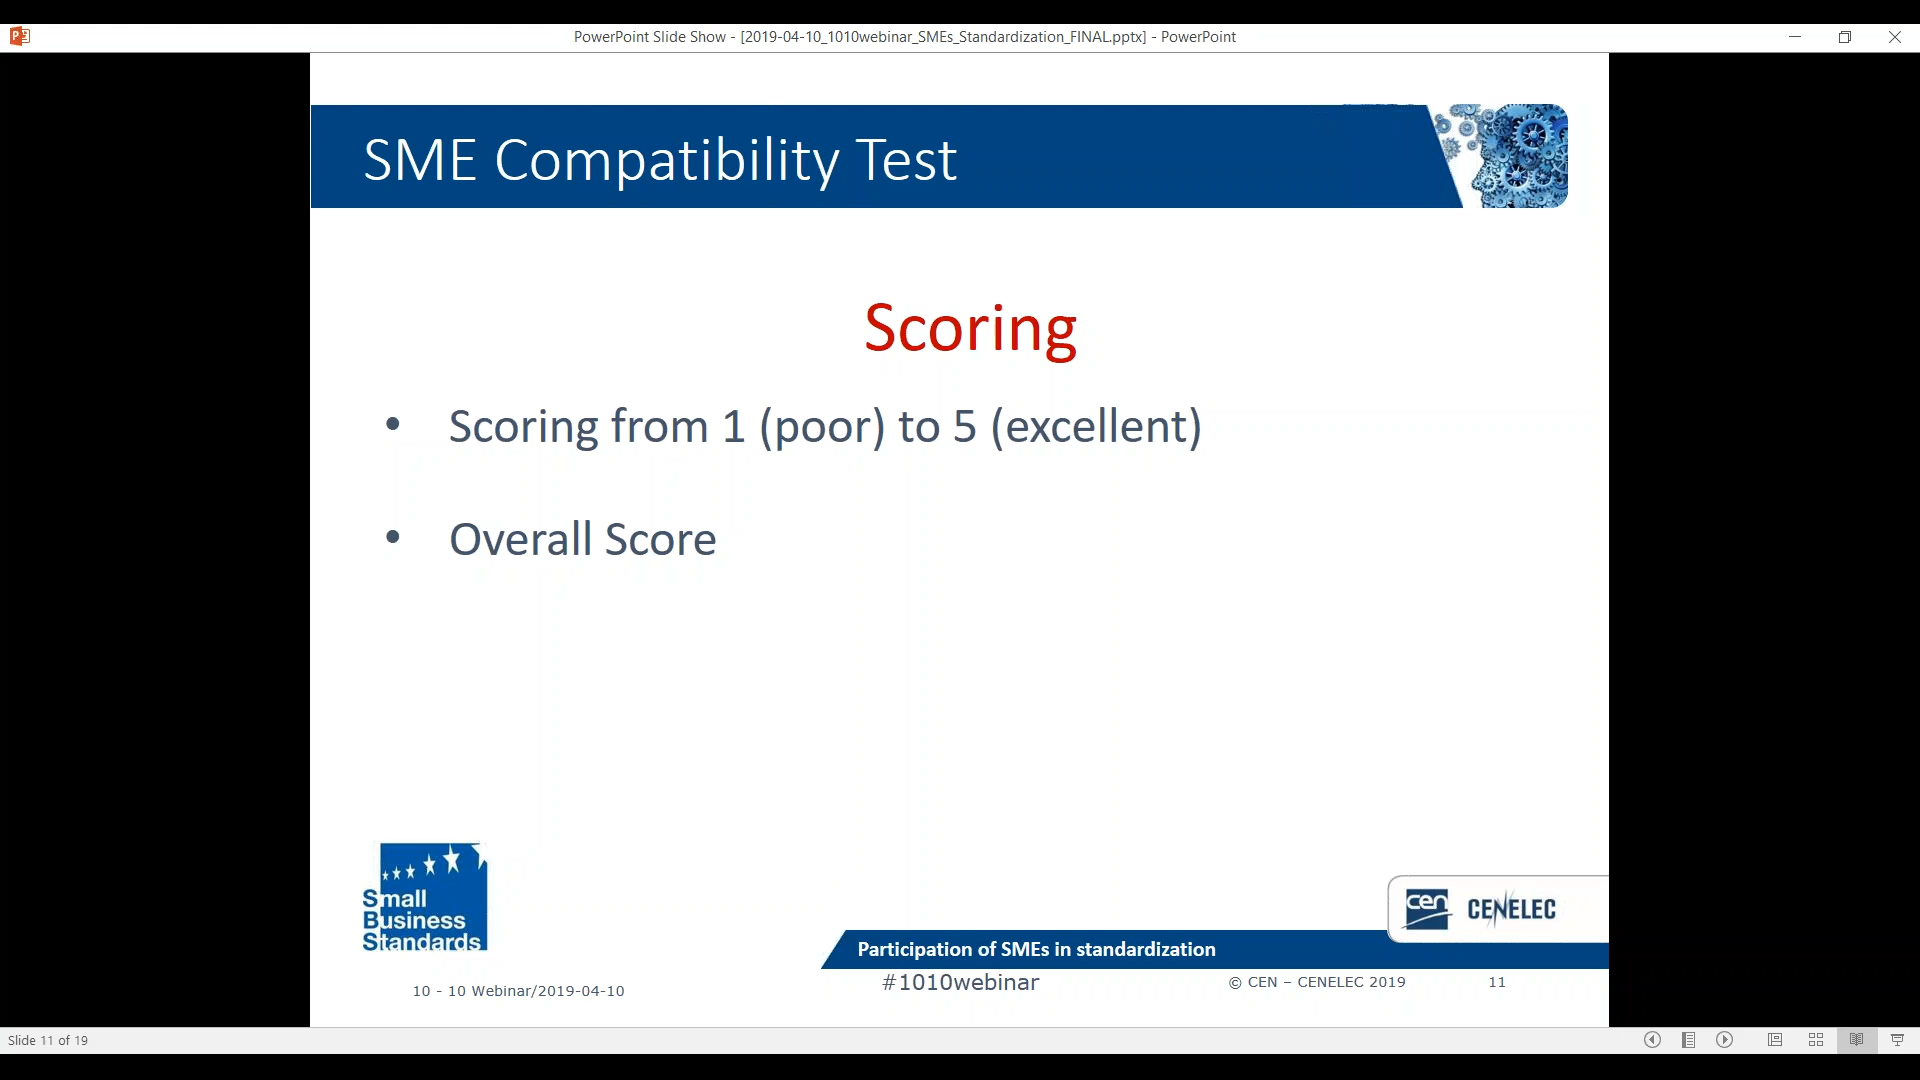 PowerPoint Slide Show - [2019-04-10_1010webinar_SMEs_Standardization_FINAL.pptx] - PowerPoint
SME Compatibility Test
Scoring
• Scoring from 1 (poor) to 5 (excellent)
• Overall Score
Small
Business
Standards
cen CENELEC
Participation of SMEs in standardization
#1010webinar
10 - 10 Webinar/2019-04-10
© CEN – CENELEC 2019
11
Slide 11 of 19